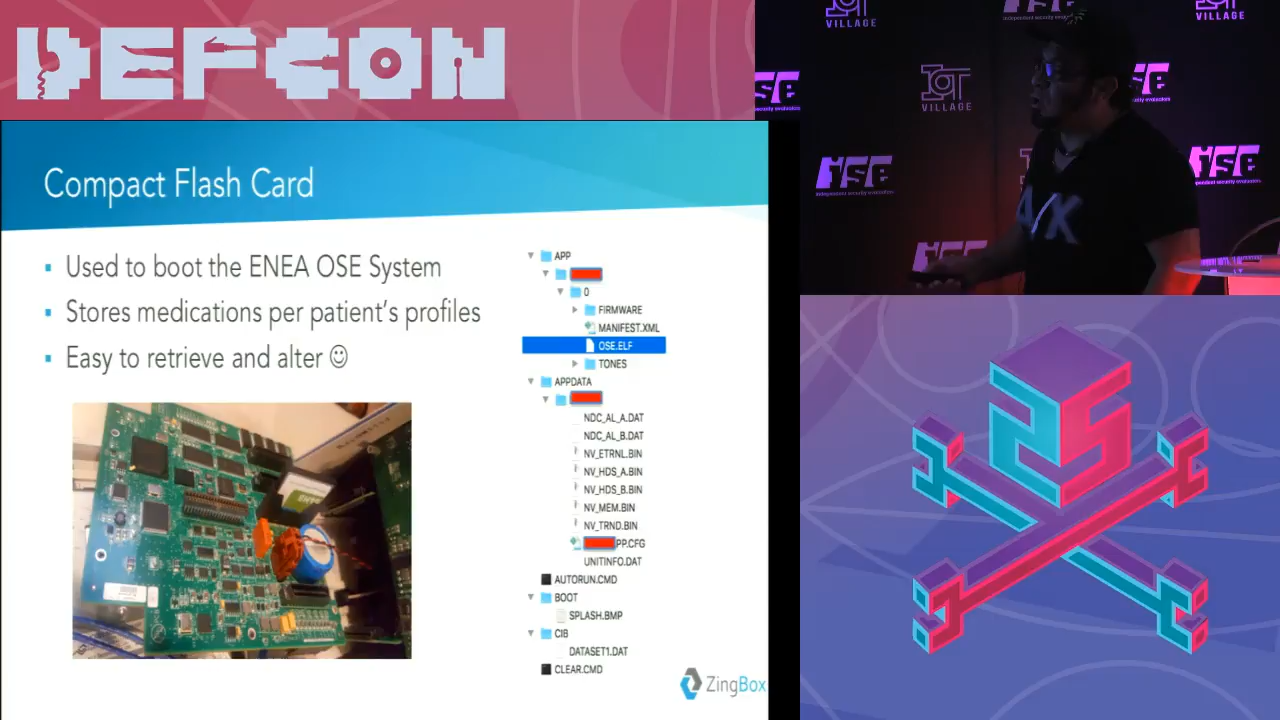 DEFCON
IOT
VILLAGE
ISE
independent security evaluators
A/K
Compact Flash Card
Used to boot the ENEA OSE System
Stores medications per patient's profiles
Easy to retrieve and alter ☺
APP
0
FIRMWARE
MANIFEST.XML
OSE.ELF
TONES
APPDATA
NDC_AL_A.DAT
NDC_AL_B.DAT
NV_ETRNL.BIN
NV_HDS_A.BIN
NV_HDS_B.BIN
NV_MEM.BIN
NV_TRND.BIN
PP.CFG
UNITINFO.DAT
AUTORUN.CMD
BOOT
SPLASH.BMP
CIB
DATASET1.DAT
CLEAR.CMD
ZingBox